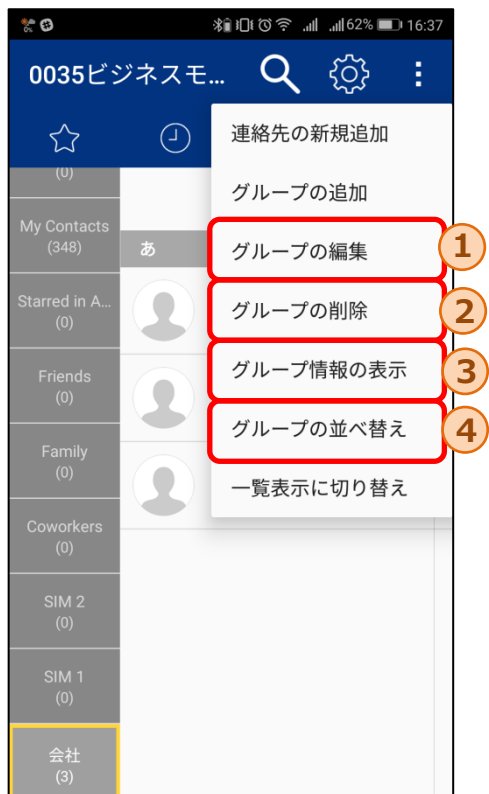 62% 16:37
0035ビジネスモ...
連絡先の新規追加
グループの追加
グループの編集 1
グループの削除 2
グループ情報の表示 3
グループの並べ替え 4
一覧表示に切り替え
(0)
My Contacts
(348)
Starred in A...
(0)
Friends
(0)
Family
(0)
Coworkers
(0)
SIM 2
(0)
SIM 1
(0)
会社
(3)
あ